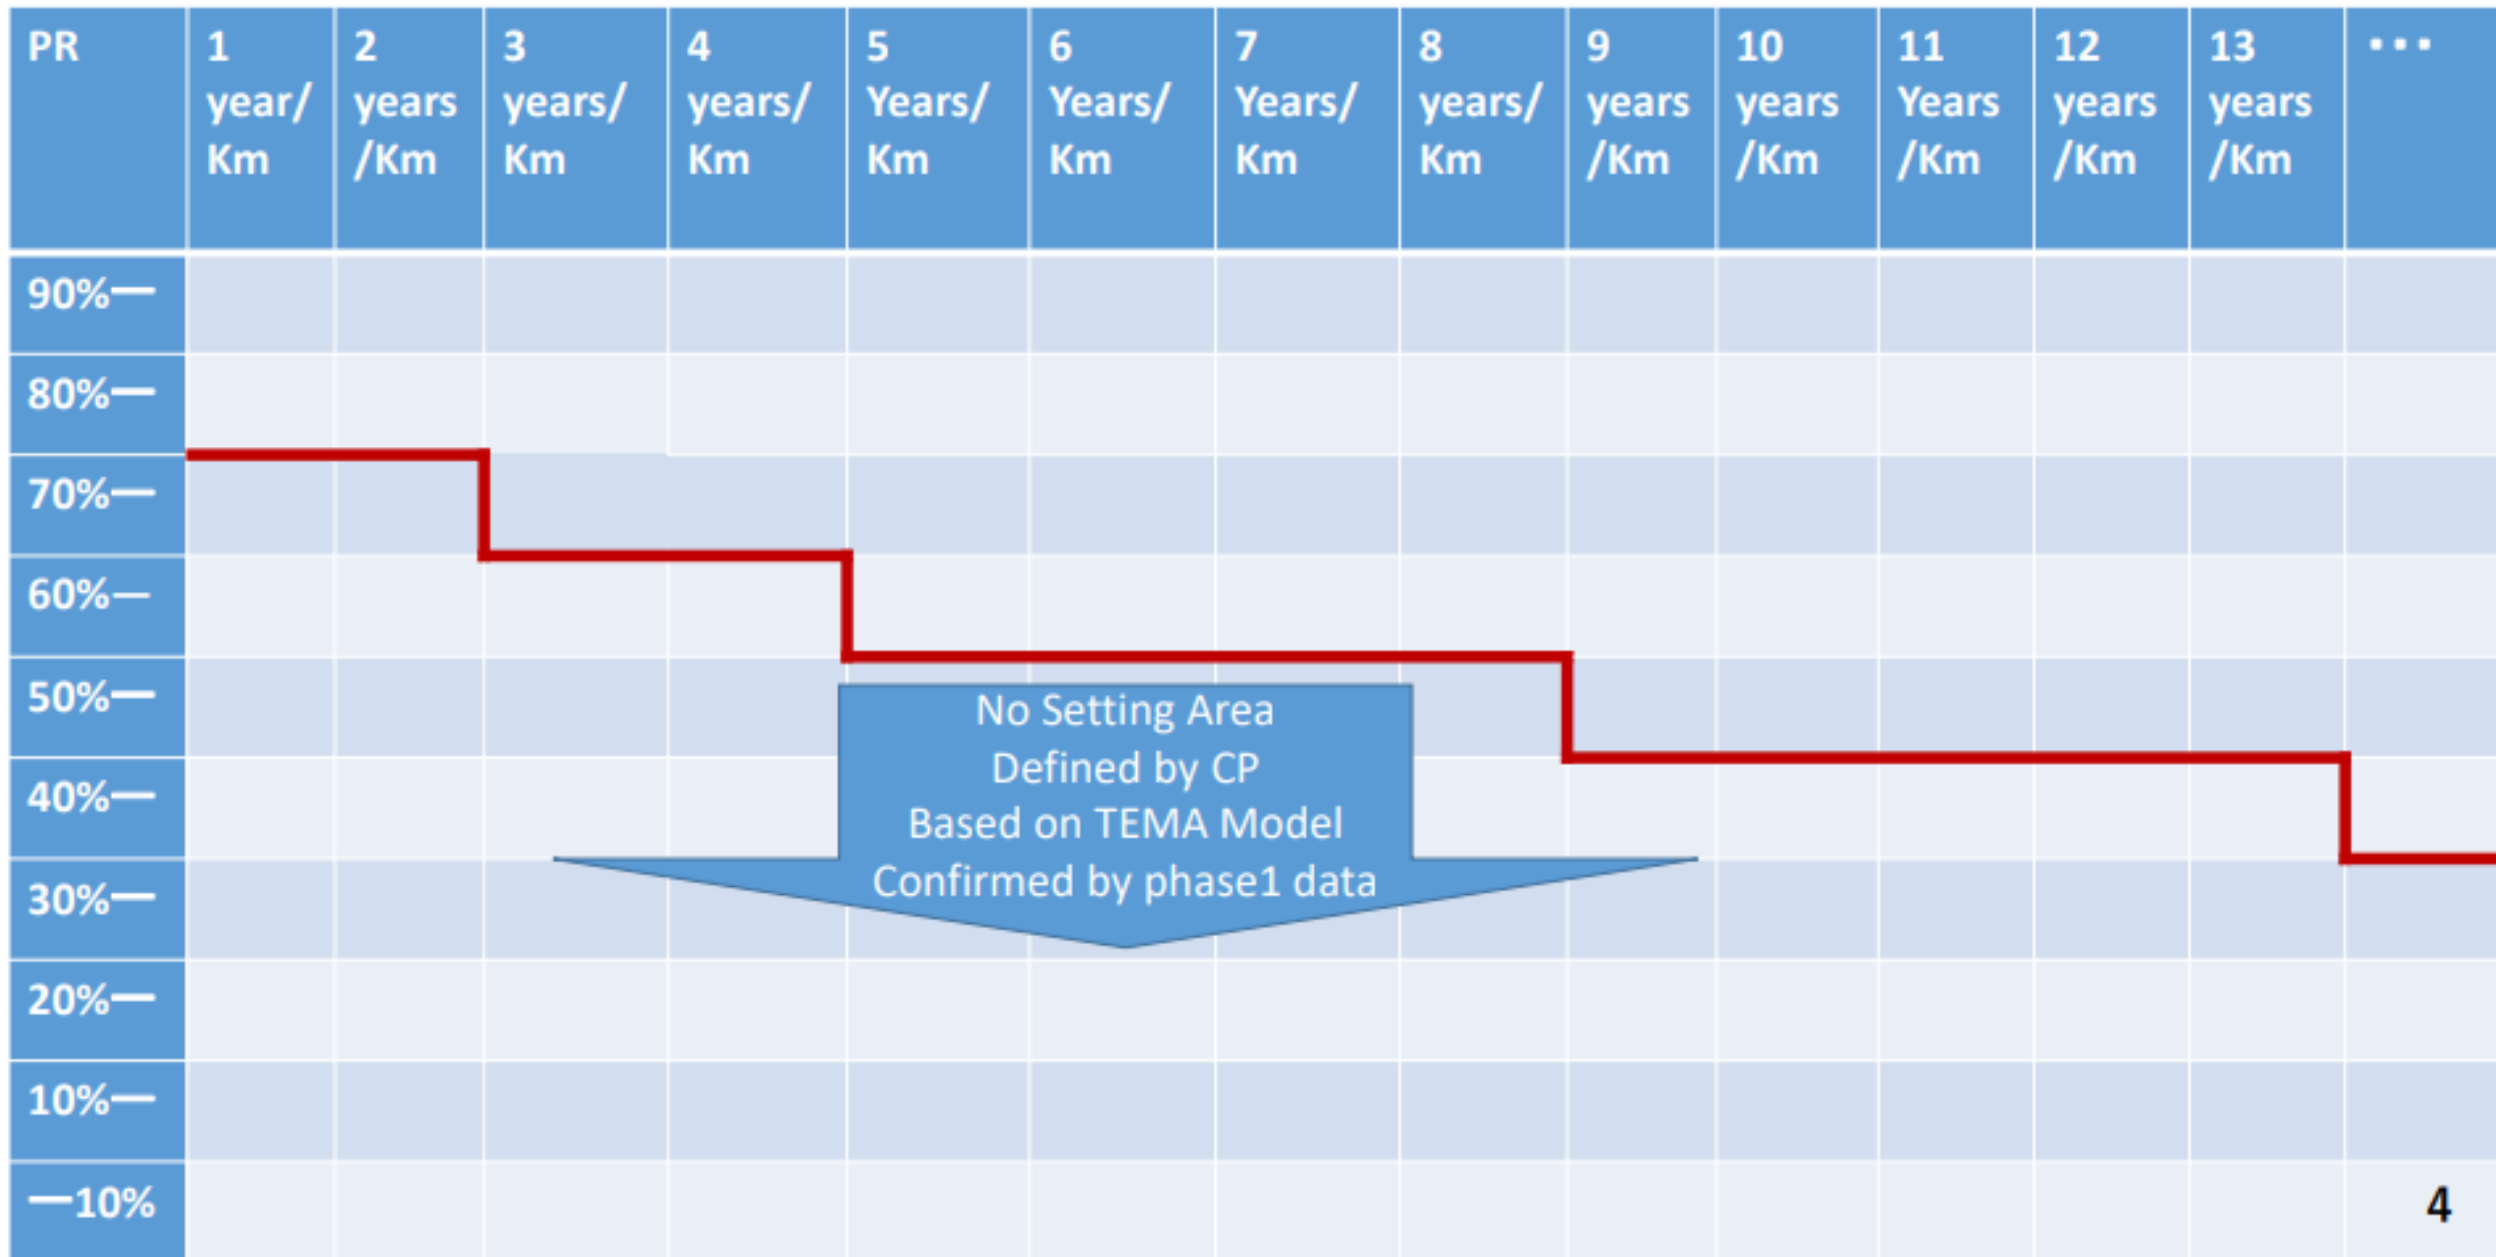 PR
1
year/
Km
2
years
/Km
3
years/
Km
4
years/
Km
5
Years/
Km
6
Years/
Km
7
Years/
Km
8
years/
Km
9
years
/Km
10
years
/Km
11
Years
/Km
12
years
/Km
13
years
/Km
···
90%—
80%—
70%—
60%—
50%—
40%—
30%—
20%—
10%—
—10%
No Setting Area
Defined by CP
Based on TEMA Model
Confirmed by phase1 data
4